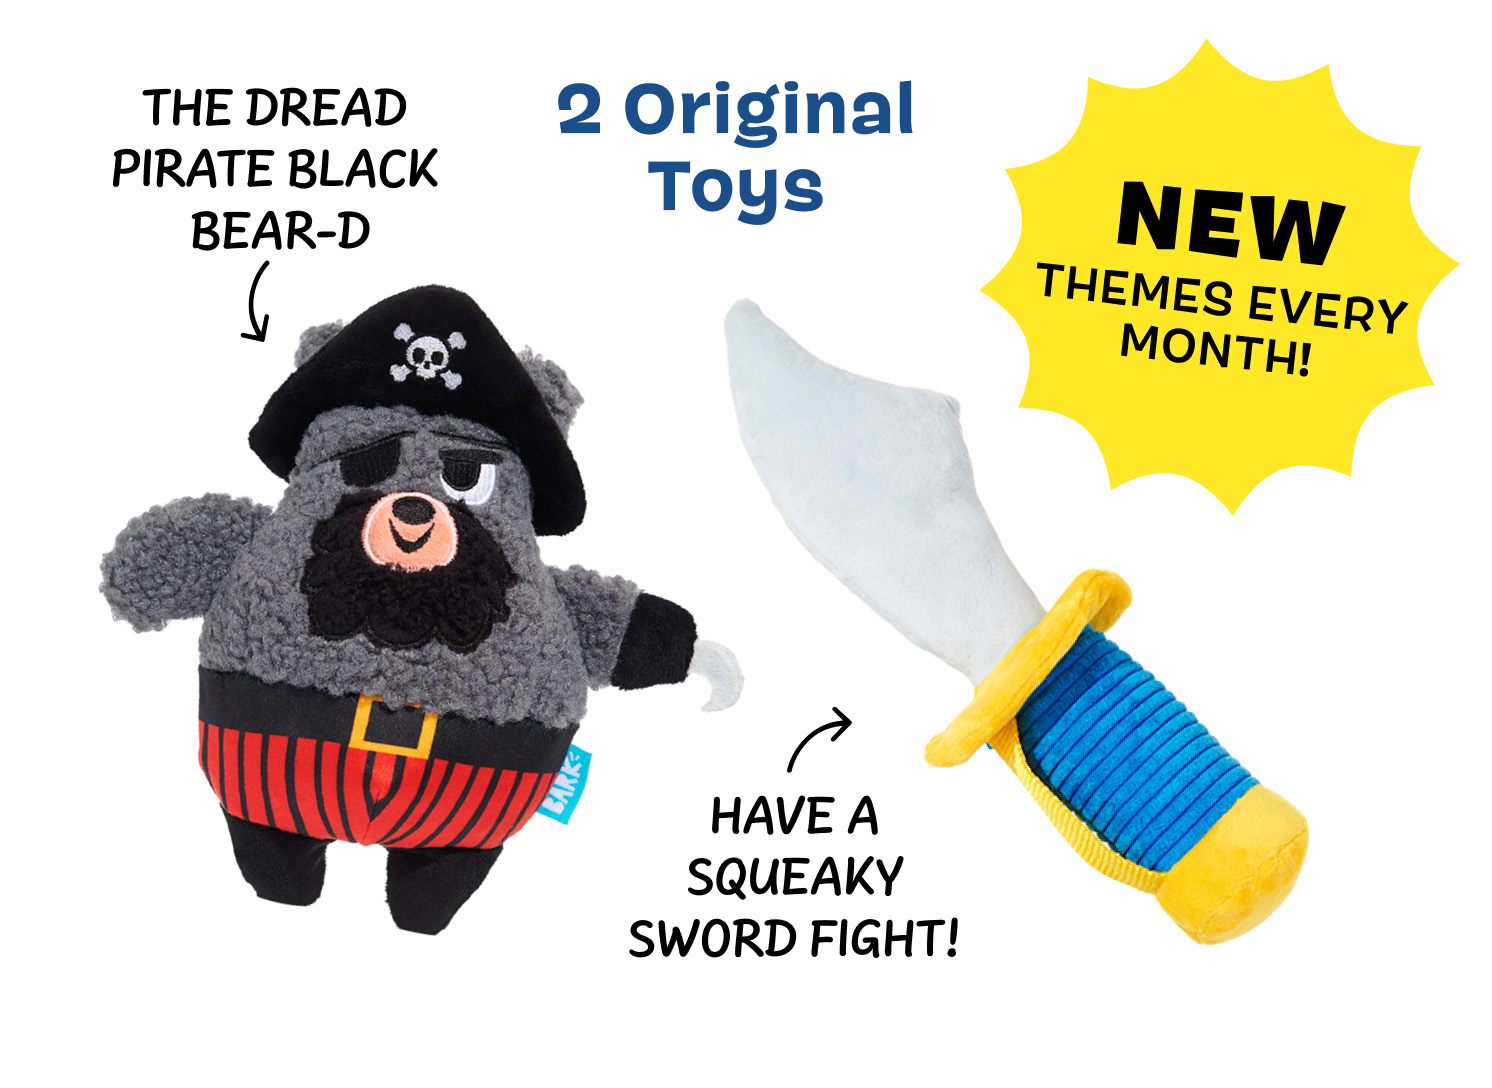 THE DREAD
PIRATE BLACK
BEAR-D
2 Original
Toys
NEW
THEMES EVERY
MONTH!
BARK
HAVE A
SQUEAKY
SWORD FIGHT!